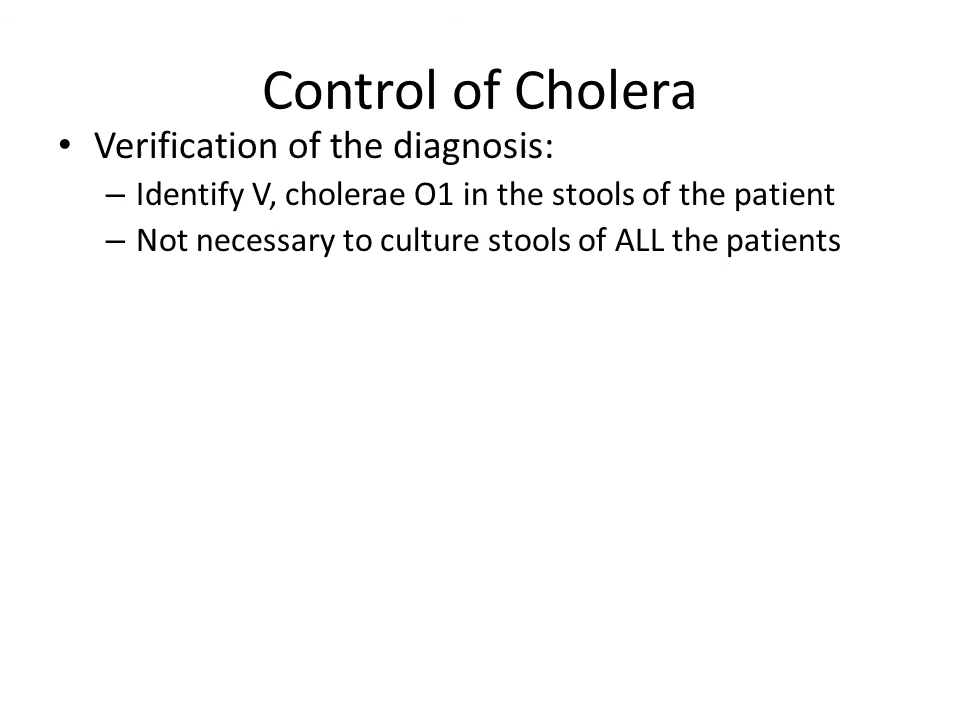 Control of Cholera
• Verification of the diagnosis:
– Identify V, cholerae O1 in the stools of the patient
– Not necessary to culture stools of ALL the patients